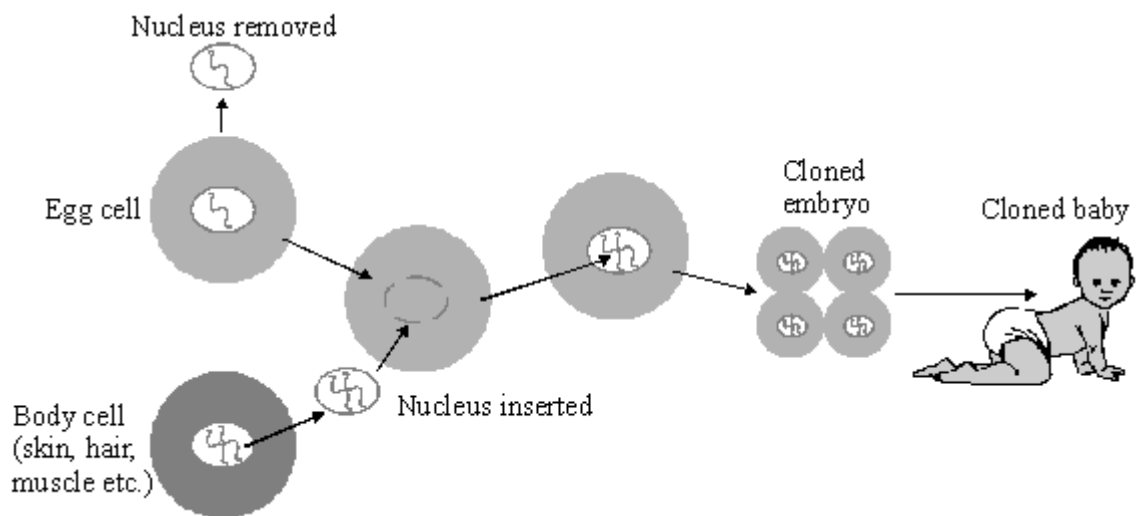 Nucleus removed
Egg cell
Cloned
embryo
Cloned baby
Nucleus inserted
Body cell
(skin, hair,
muscle etc.)